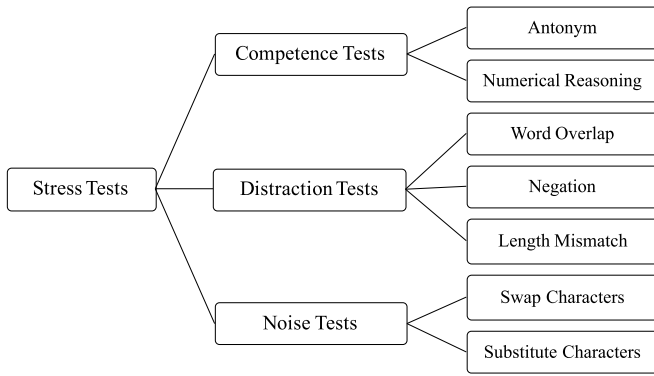 Stress Tests
Competence Tests
Antonym
Numerical Reasoning
Distraction Tests
Word Overlap
Negation
Length Mismatch
Noise Tests
Swap Characters
Substitute Characters